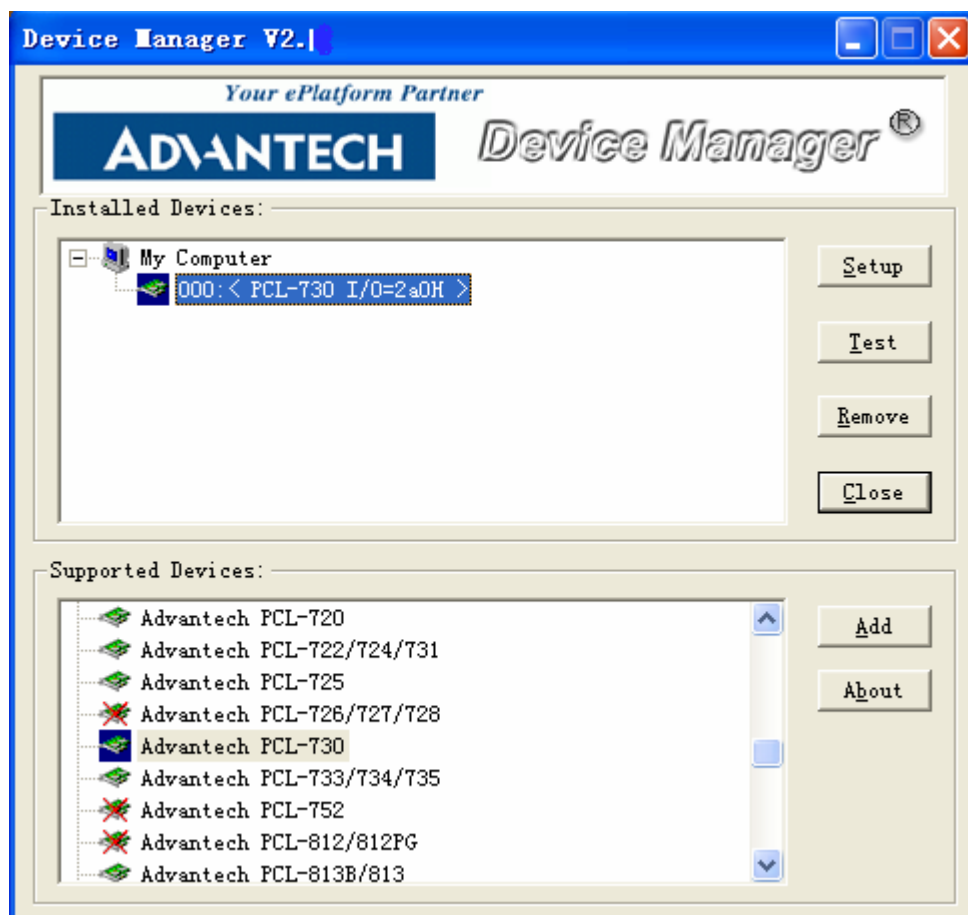 Device Manager V2.
Your ePlatform Partner
ADVANTECH Device Manager ®
Installed Devices:
My Computer
000:< PCL-730 I/O=2a0H >
Setup
Test
Remove
Close
Supported Devices:
Advantech PCL-720
Advantech PCL-722/724/731
Advantech PCL-725
Advantech PCL-726/727/728
Advantech PCL-730
Advantech PCL-733/734/735
Advantech PCL-752
Advantech PCL-812/812PG
Advantech PCL-813B/813
Add
About